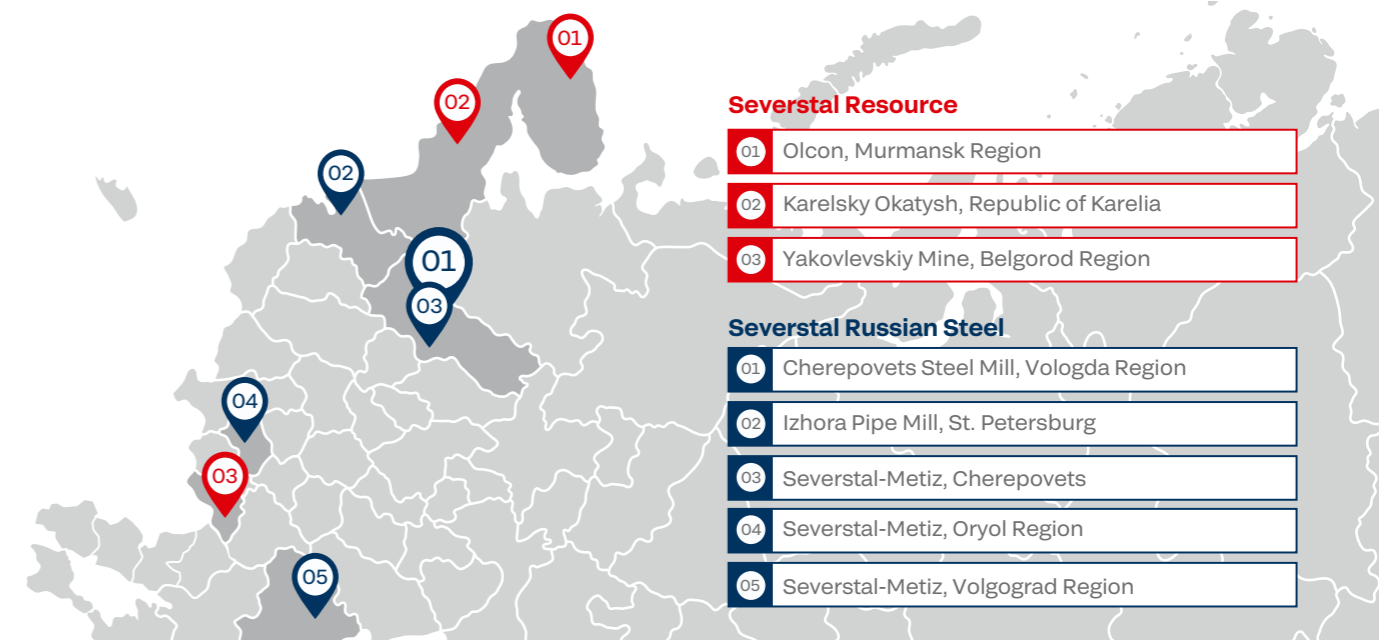 01
02
02
01
03
04
03
05
Severstal Resource
01 Olcon, Murmansk Region
02 Karelsky Okatysh, Republic of Karelia
03 Yakovlevskiy Mine, Belgorod Region
Severstal Russian Steel
01 Cherepovets Steel Mill, Vologda Region
02 Izhora Pipe Mill, St. Petersburg
03 Severstal-Metiz, Cherepovets
04 Severstal-Metiz, Oryol Region
05 Severstal-Metiz, Volgograd Region